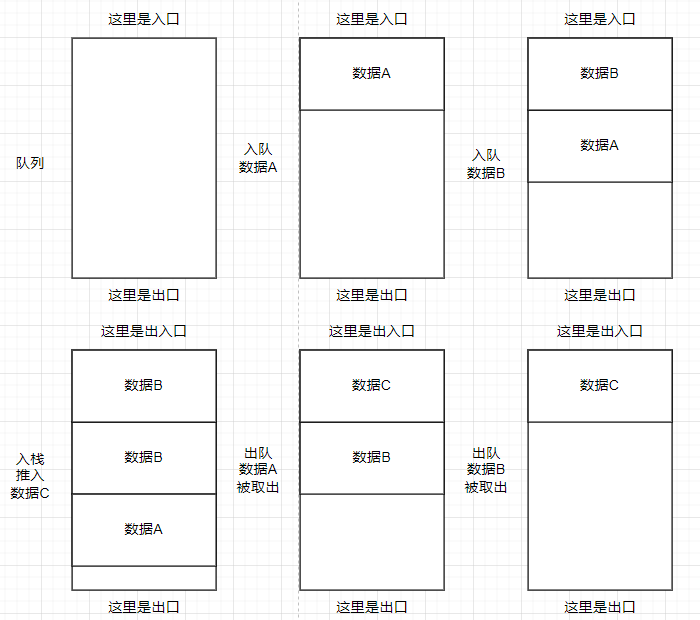 这里是入口
这里是入口
这里是入口
队列
入队
数据A
数据A
入队
数据B
数据B
数据A
这里是出口
这里是出口
这里是出口
这里是出入口
这里是出入口
这里是出入口
入栈
推入
数据C
数据B
数据B
数据A
出队
数据A
被取出
数据C
数据B
出队
数据B
被取出
数据C
这里是出口
这里是出口
这里是出口